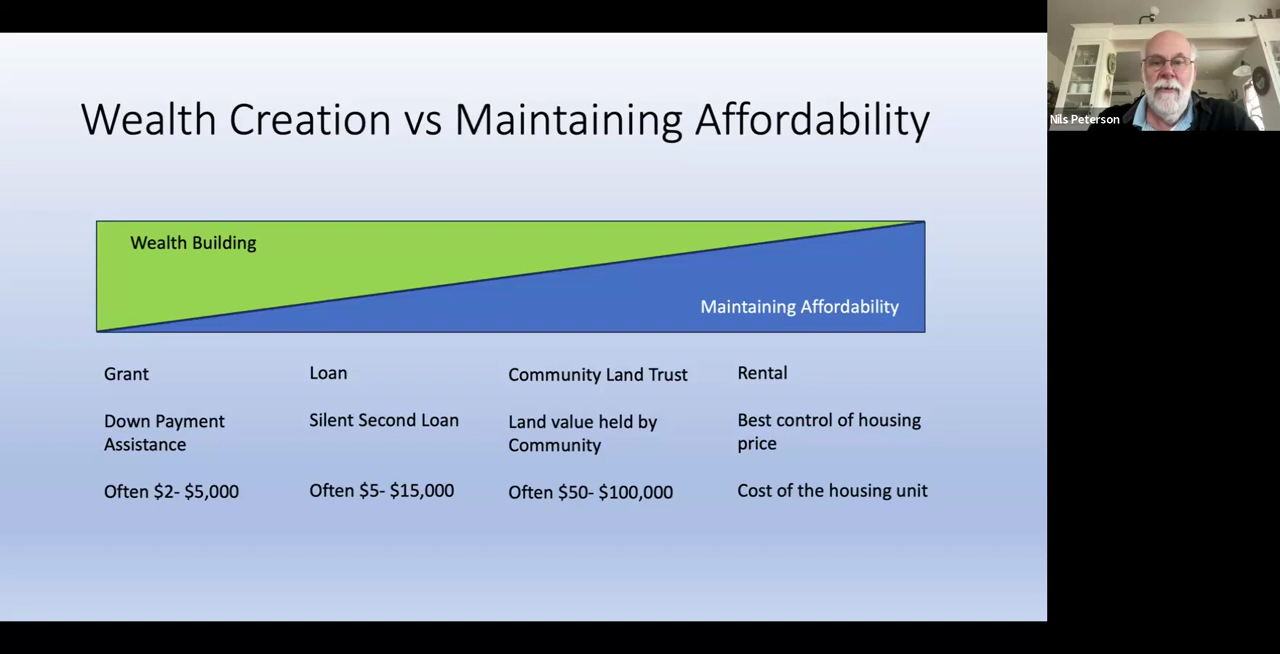 Wealth Creation vs Maintaining Affordability
Nils Peterson
Wealth Building
Maintaining Affordability
Grant
Down Payment
Assistance
Often $2- $5,000
Loan
Silent Second Loan
Often $5- $15,000
Community Land Trust
Land value held by
Community
Often $50- $100,000
Rental
Best control of housing
price
Cost of the housing unit